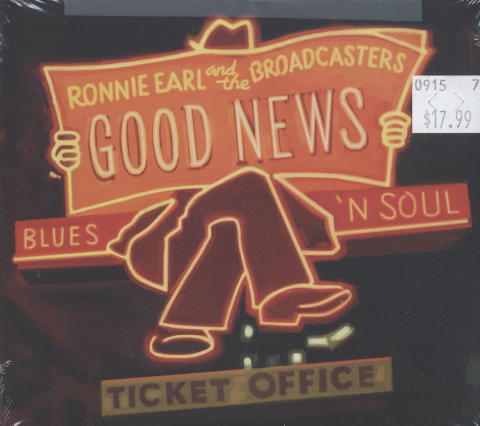 RONNIE EARL and the BROADCASTERS
GOOD NEWS
BLUES 'N SOUL
TICKET OFFICE
0915 7
$17.99